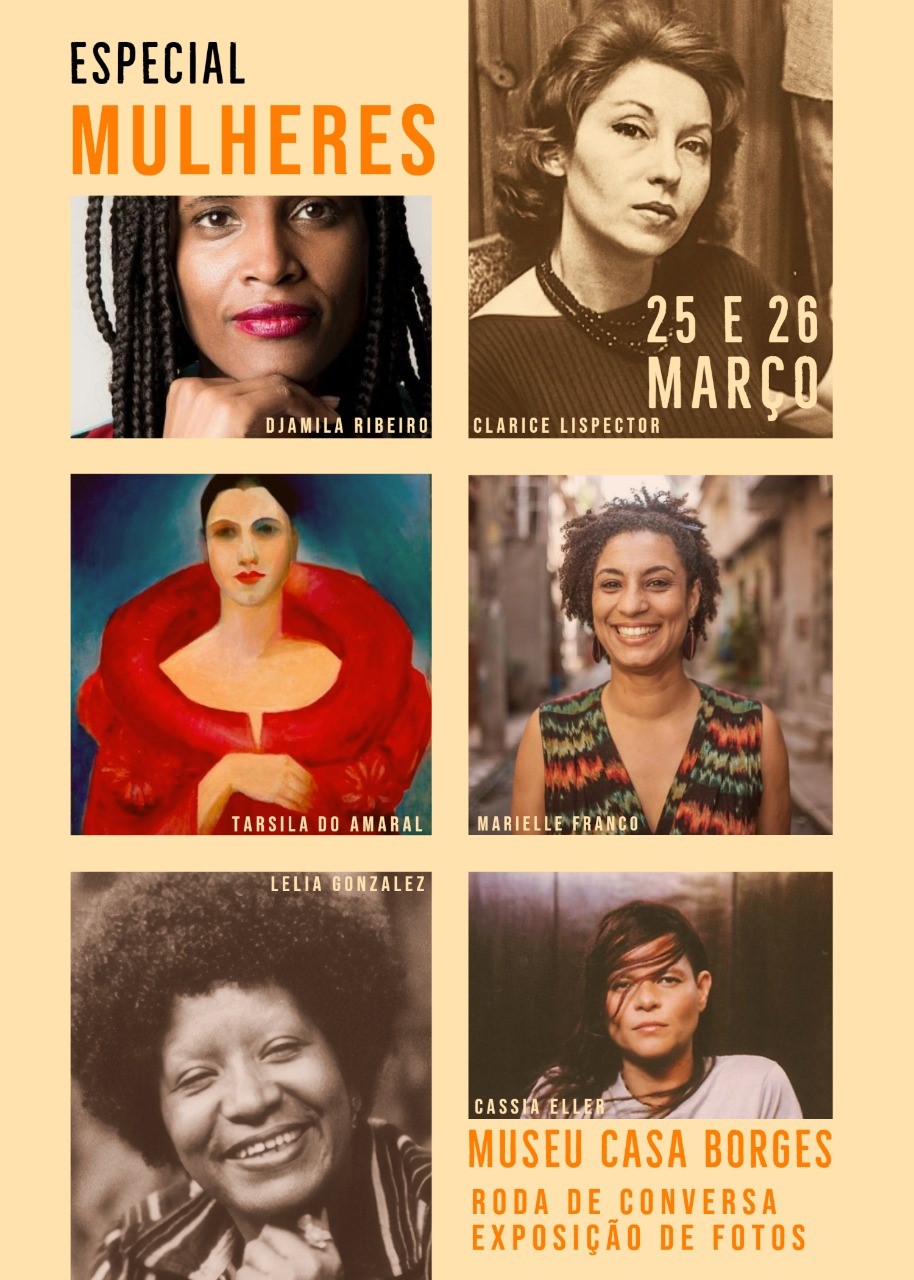 ESPECIAL
MULHERES
DJAMILA RIBEIRO
25 E 26
MARÇO
CLARICE LISPECTOR
TARSILA DO AMARAL
MARIELLE FRANCO
LELIA GONZALEZ
CASSIA ELLER
MUSEU CASA BORGES
RODA DE CONVERSA
EXPOSIÇÃO DE FOTOS